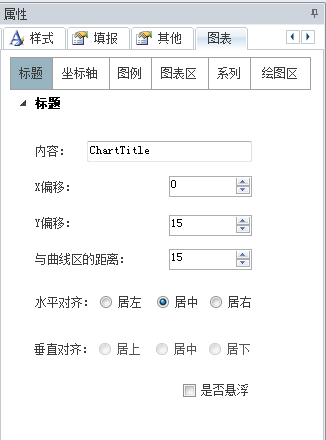 属性
样式 填报 其他 图表
标题 坐标轴 图例 图表区 系列 绘图区
标题
内容: ChartTitle
X偏移: 0
Y偏移: 15
与曲线区的距离: 15
水平对齐: 居左 居中 居右
垂直对齐: 居上 居中 居下
是否悬浮